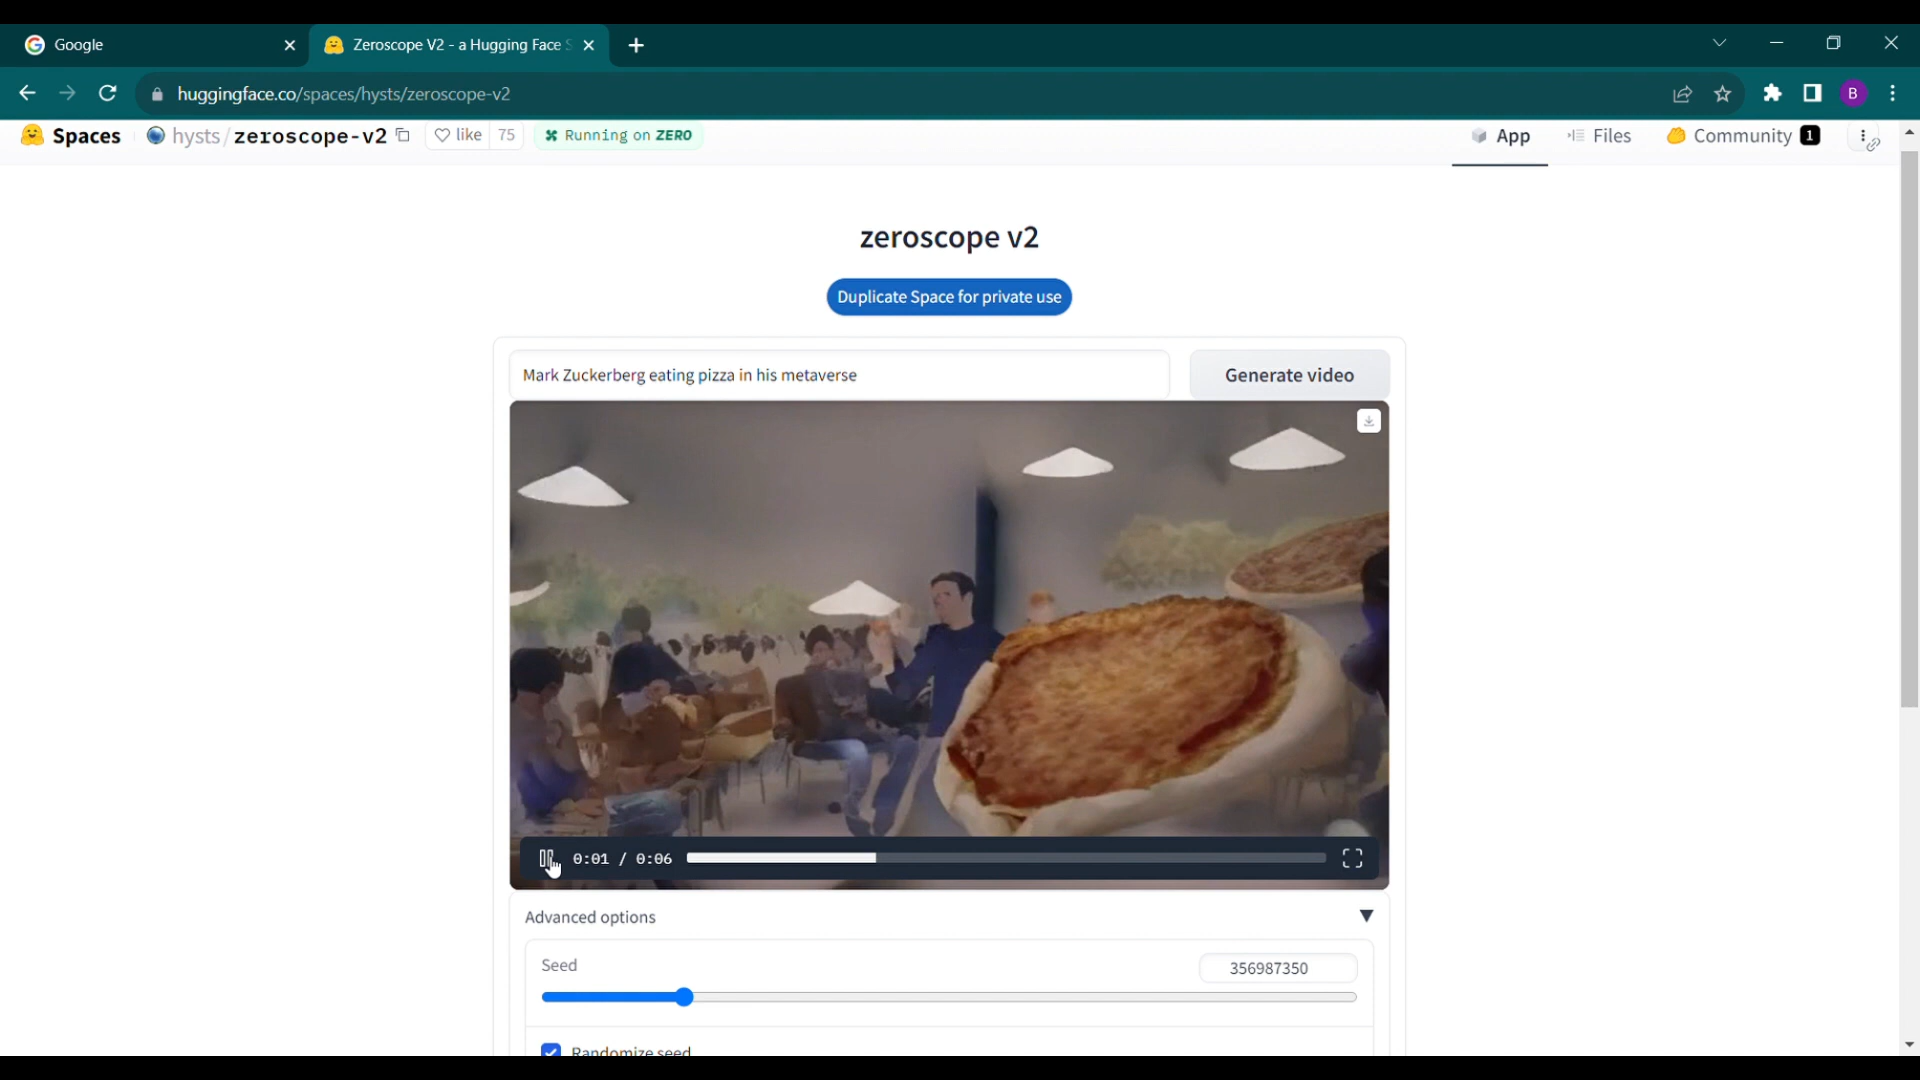 Google
Zeroscope V2 - a Hugging Face S
huggingface.co/spaces/hysts/zeroscope-v2
B
Spaces hysts/zeroscope-v2 like 75 Running on ZERO App Files Community 1
zeroscope v2
Duplicate Space for private use
Mark Zuckerberg eating pizza in his metaverse Generate video
0:01 / 0:06
Advanced options
Seed 356987350
Randomize seed